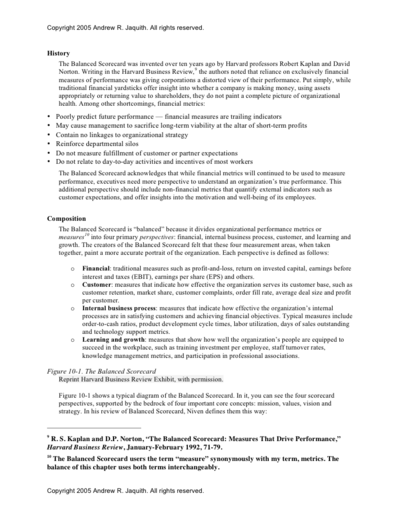 Copyright 2005 Andrew R. Jaquith. All rights reserved.
History
The Balanced Scorecard was invented over ten years ago by Harvard professors Robert Kaplan and David
Norton. Writing in the Harvard Business Review,9 the authors noted that reliance on exclusively financial
measures of performance was giving corporations a distorted view of their performance. Put simply, while
traditional financial yardsticks offer insight into whether a company is making money, using assets
appropriately or returning value to shareholders, they do not paint a complete picture of organizational
health. Among other shortcomings, financial metrics:
• Poorly predict future performance — financial measures are trailing indicators
• May cause management to sacrifice long-term viability at the altar of short-term profits
• Contain no linkages to organizational strategy
• Reinforce departmental silos
• Do not measure fulfillment of customer or partner expectations
• Do not relate to day-to-day activities and incentives of most workers
The Balanced Scorecard acknowledges that while financial metrics will continued to be used to measure
performance, executives need more perspective to understand an organization's true performance. This
additional perspective should include non-financial metrics that quantify external indicators such as
customer expectations, and offer insights into the motivation and well-being of its employees.
Composition
The Balanced Scorecard is "balanced" because it divides organizational performance metrics or
measures10 into four primary perspectives: financial, internal business process, customer, and learning and
growth. The creators of the Balanced Scorecard felt that these four measurement areas, when taken
together, paint a more accurate portrait of the organization. Each perspective is defined as follows:
o Financial: traditional measures such as profit-and-loss, return on invested capital, earnings before
interest and taxes (EBIT), earnings per share (EPS) and others.
o Customer: measures that indicate how effective the organization serves its customer base, such as
customer retention, market share, customer complaints, order fill rate, average deal size and profit
per customer.
o Internal business process: measures that indicate how effective the organization's internal
processes are in satisfying customers and achieving financial objectives. Typical measures include
order-to-cash ratios, product development cycle times, labor utilization, days of sales outstanding
and technology support metrics.
o Learning and growth: measures that show how well the organization's people are equipped to
succeed in the workplace, such as training investment per employee, staff turnover rates,
knowledge management metrics, and participation in professional associations.
Figure 10-1. The Balanced Scorecard
Reprint Harvard Business Review Exhibit, with permission.
Figure 10-1 shows a typical diagram of the Balanced Scorecard. In it, you can see the four scorecard
perspectives, supported by the bedrock of four important core concepts: mission, values, vision and
strategy. In his review of Balanced Scorecard, Niven defines them this way:
9 R. S. Kaplan and D.P. Norton, "The Balanced Scorecard: Measures That Drive Performance,"
Harvard Business Review, January-February 1992, 71-79.
10 The Balanced Scorecard users the term "measure" synonymously with my term, metrics. The
balance of this chapter uses both terms interchangeably.
Copyright 2005 Andrew R. Jaquith. All rights reserved.